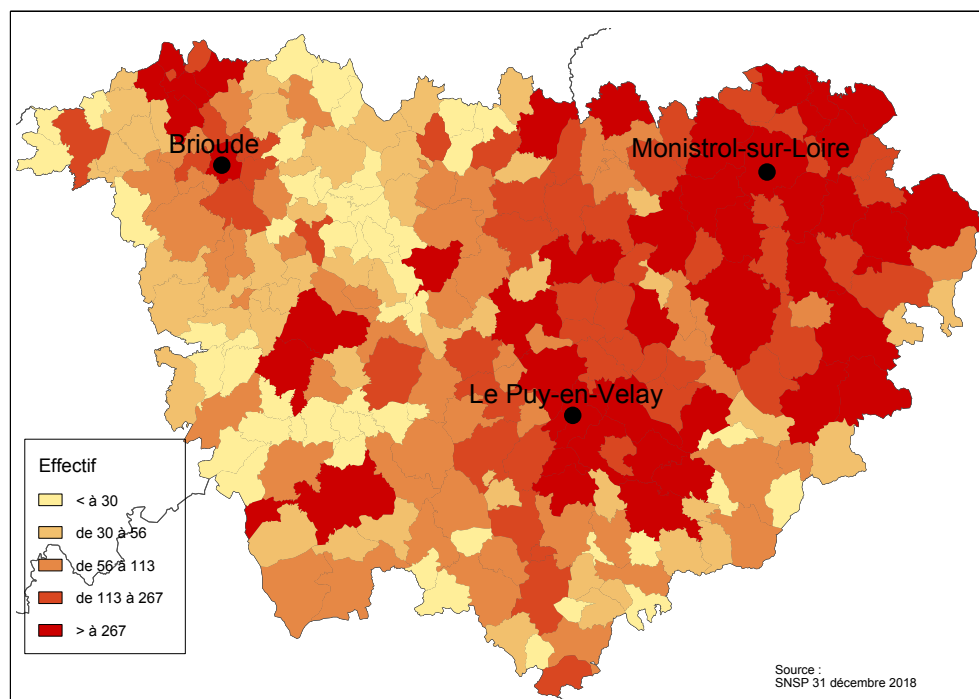 Brioude
Monistrol-sur-Loire
Le Puy-en-Velay
Effectif
< à 30
de 30 à 56
de 56 à 113
de 113 à 267
> à 267
Source :
SNSP 31 décembre 2018